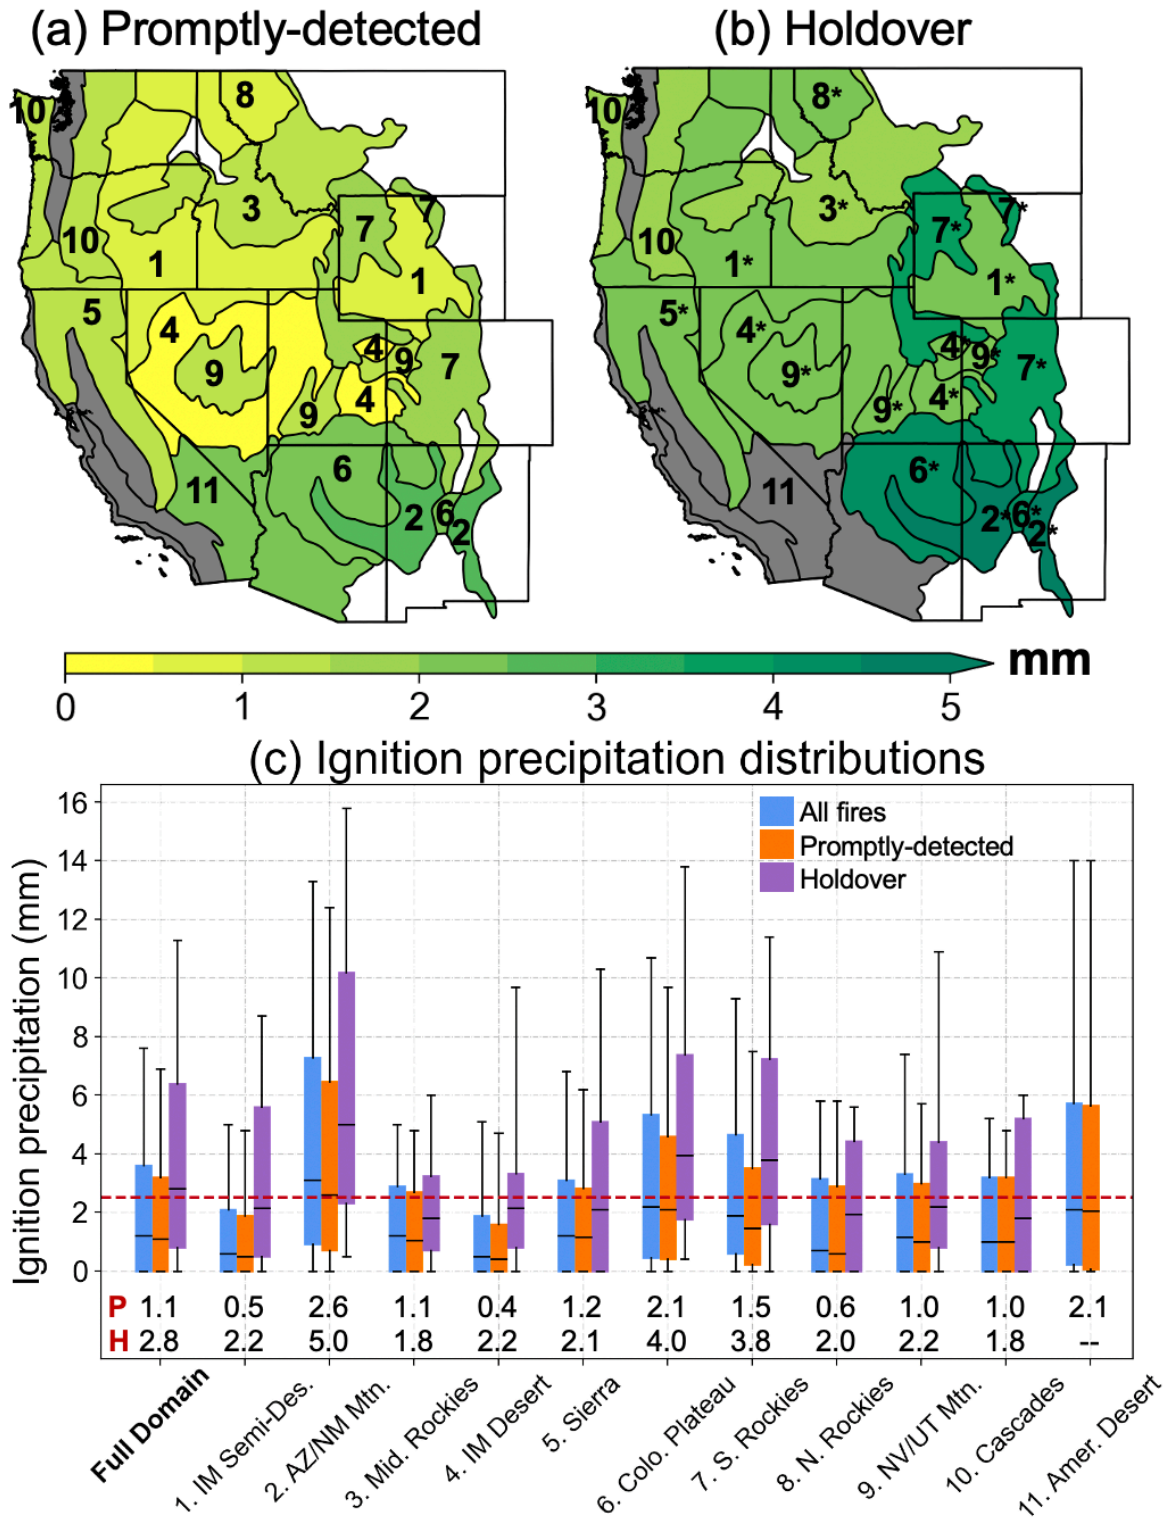 (a) Promptly-detected
(b) Holdover
10
8
3
7
7
10
1
1
5
4
4
9
9
7
4
9
6
11
2
6
2
10
8*
3*
7*
7*
10
1*
1*
5*
4*
4*
9*
9*
7*
4*
9*
6*
11
2*
6*
2*
mm
0 1 2 3 4 5
(c) Ignition precipitation distributions
All fires
Promptly-detected
Holdover
Ignition precipitation (mm)
16
14
12
10
8
6
4
2
0
P 1.1 0.5 2.6 1.1 0.4 1.2 2.1 1.5 0.6 1.0 1.0 2.1
H 2.8 2.2 5.0 1.8 2.2 2.1 4.0 3.8 2.0 2.2 1.8 --
Full Domain
1. IM Semi-Des.
2. AZ/NM Mtn.
3. Mid. Rockies
4. IM Desert
5. Sierra
6. Colo. Plateau
7. S. Rockies
8. N. Rockies
9. NV/UT Mtn.
10. Cascades
11. Amer. Desert